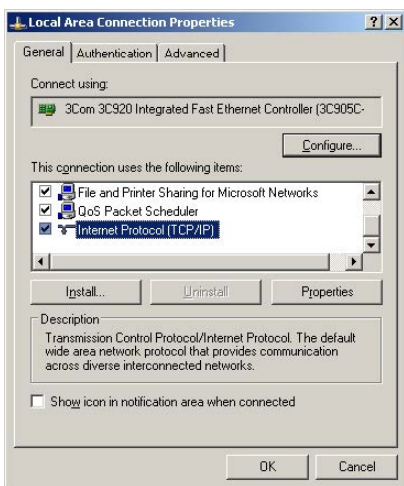 Local Area Connection Properties
General Authentication Advanced
Connect using:
3Com 3C920 Integrated Fast Ethernet Controller (3C905C-
Configure...
This connection uses the following items:
File and Printer Sharing for Microsoft Networks
QoS Packet Scheduler
Internet Protocol (TCP/IP)
Install... Uninstall Properties
Description
Transmission Control Protocol/Internet Protocol. The default
wide area network protocol that provides communication
across diverse interconnected networks.
Show icon in notification area when connected
OK Cancel